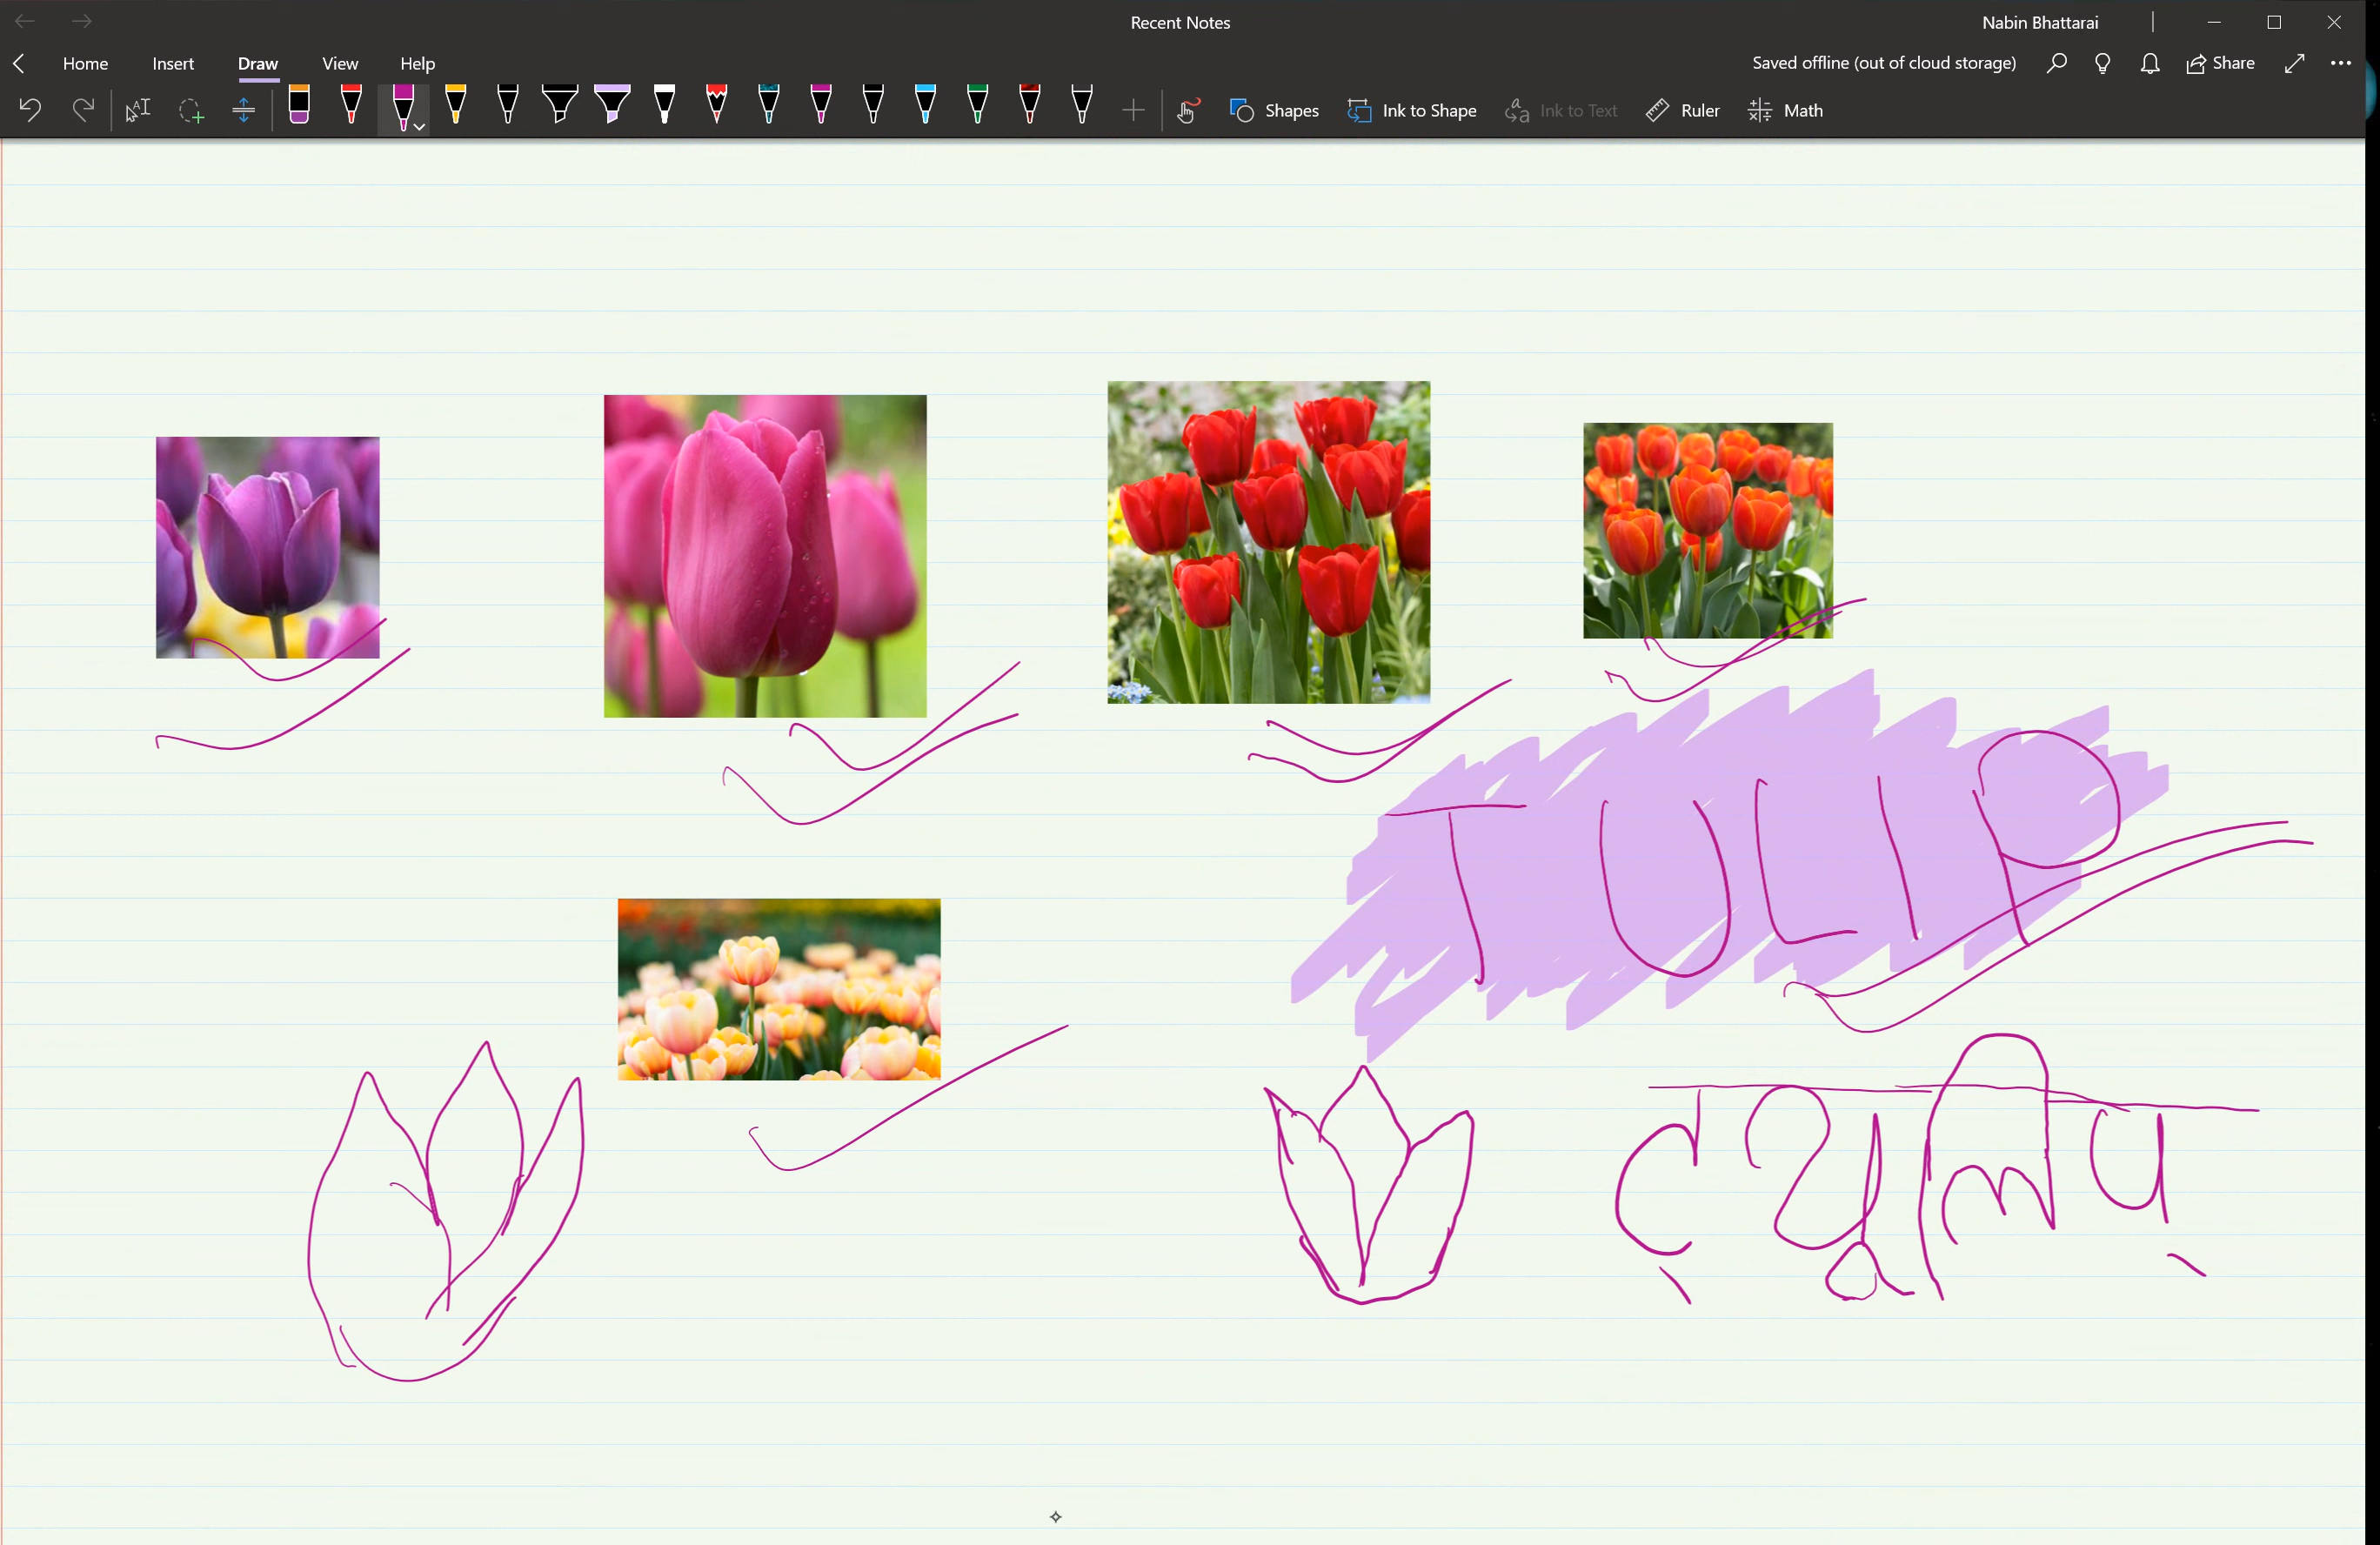 Recent Notes
Nabin Bhattarai
Home Insert Draw View Help
Saved offline (out of cloud storage)
Share
Shapes
Ink to Shape
Ink to Text
Ruler
Math
TULIP